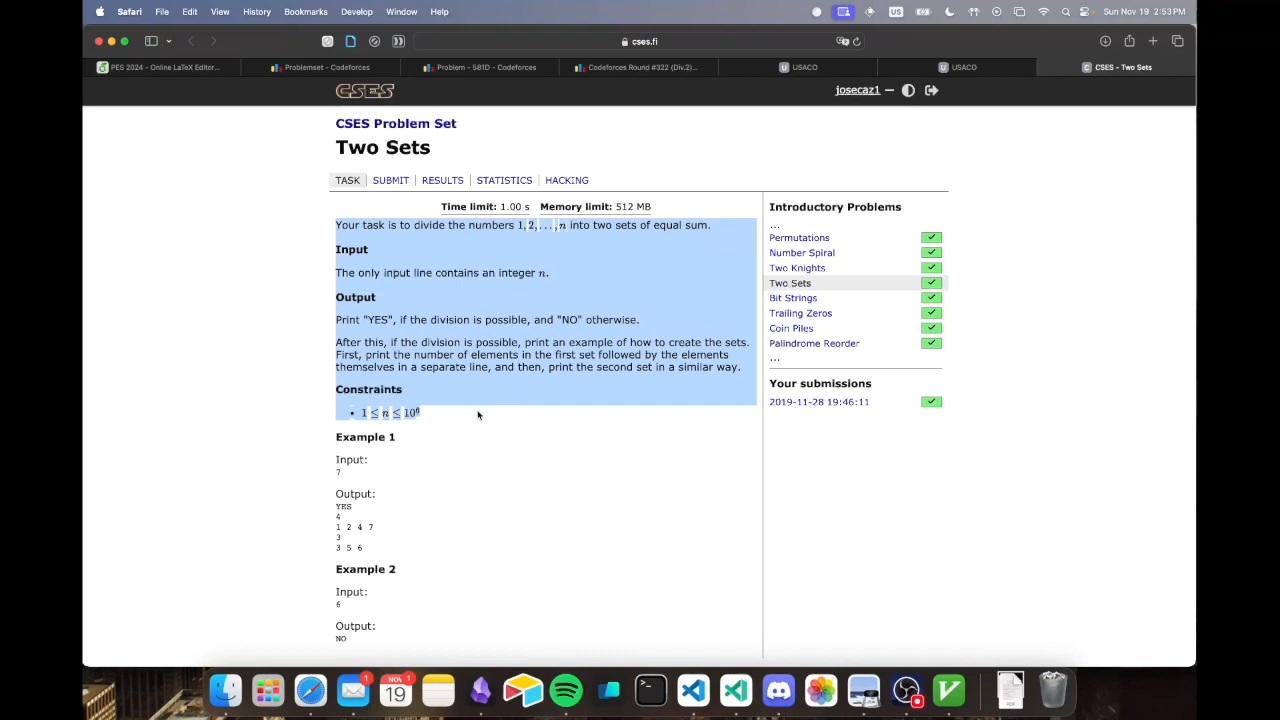 Safari File Edit View History Bookmarks Develop Window Help US Sun Nov 19 2:53 PM
cses.fi
PES 2024 - Online LaTeX Editor... Problemset - Codeforces Problem - 581D - Codeforces Codeforces Round #322 (Div.2)... USACO USACO CSES - Two Sets
CSES josecaz1 —
CSES Problem Set
Two Sets
TASK SUBMIT RESULTS STATISTICS HACKING
Time limit: 1.00 s Memory limit: 512 MB
Your task is to divide the numbers 1, 2, . . . , n into two sets of equal sum.
Input
The only input line contains an integer n.
Output
Print "YES", if the division is possible, and "NO" otherwise.
After this, if the division is possible, print an example of how to create the sets.
First, print the number of elements in the first set followed by the elements
themselves in a separate line, and then, print the second set in a similar way.
Constraints
• 1 ≤ n ≤ 10⁶
Example 1
Input:
7
Output:
YES
4
1 2 4 7
3
3 5 6
Example 2
Input:
6
Output:
NO
Introductory Problems
...
Permutations
Number Spiral
Two Knights
Two Sets
Bit Strings
Trailing Zeros
Coin Piles
Palindrome Reorder
...
Your submissions
2019-11-28 19:46:11
1
NOV 1
19